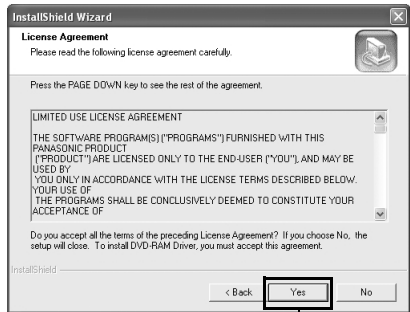 InstallShield Wizard
License Agreement
Please read the following license agreement carefully.
Press the PAGE DOWN key to see the rest of the agreement.
LIMITED USE LICENSE AGREEMENT
THE SOFTWARE PROGRAM(S) ("PROGRAMS") FURNISHED WITH THIS
PANASONIC PRODUCT
("PRODUCT") ARE LICENSED ONLY TO THE END-USER ("YOU"), AND MAY BE
USED BY
YOU ONLY IN ACCORDANCE WITH THE LICENSE TERMS DESCRIBED BELOW.
YOUR USE OF
THE PROGRAMS SHALL BE CONCLUSIVELY DEEMED TO CONSTITUTE YOUR
ACCEPTANCE OF
Do you accept all the terms of the preceding License Agreement? If you choose No, the
setup will close. To install DVD-RAM Driver, you must accept this agreement.
InstallShield
< Back Yes No